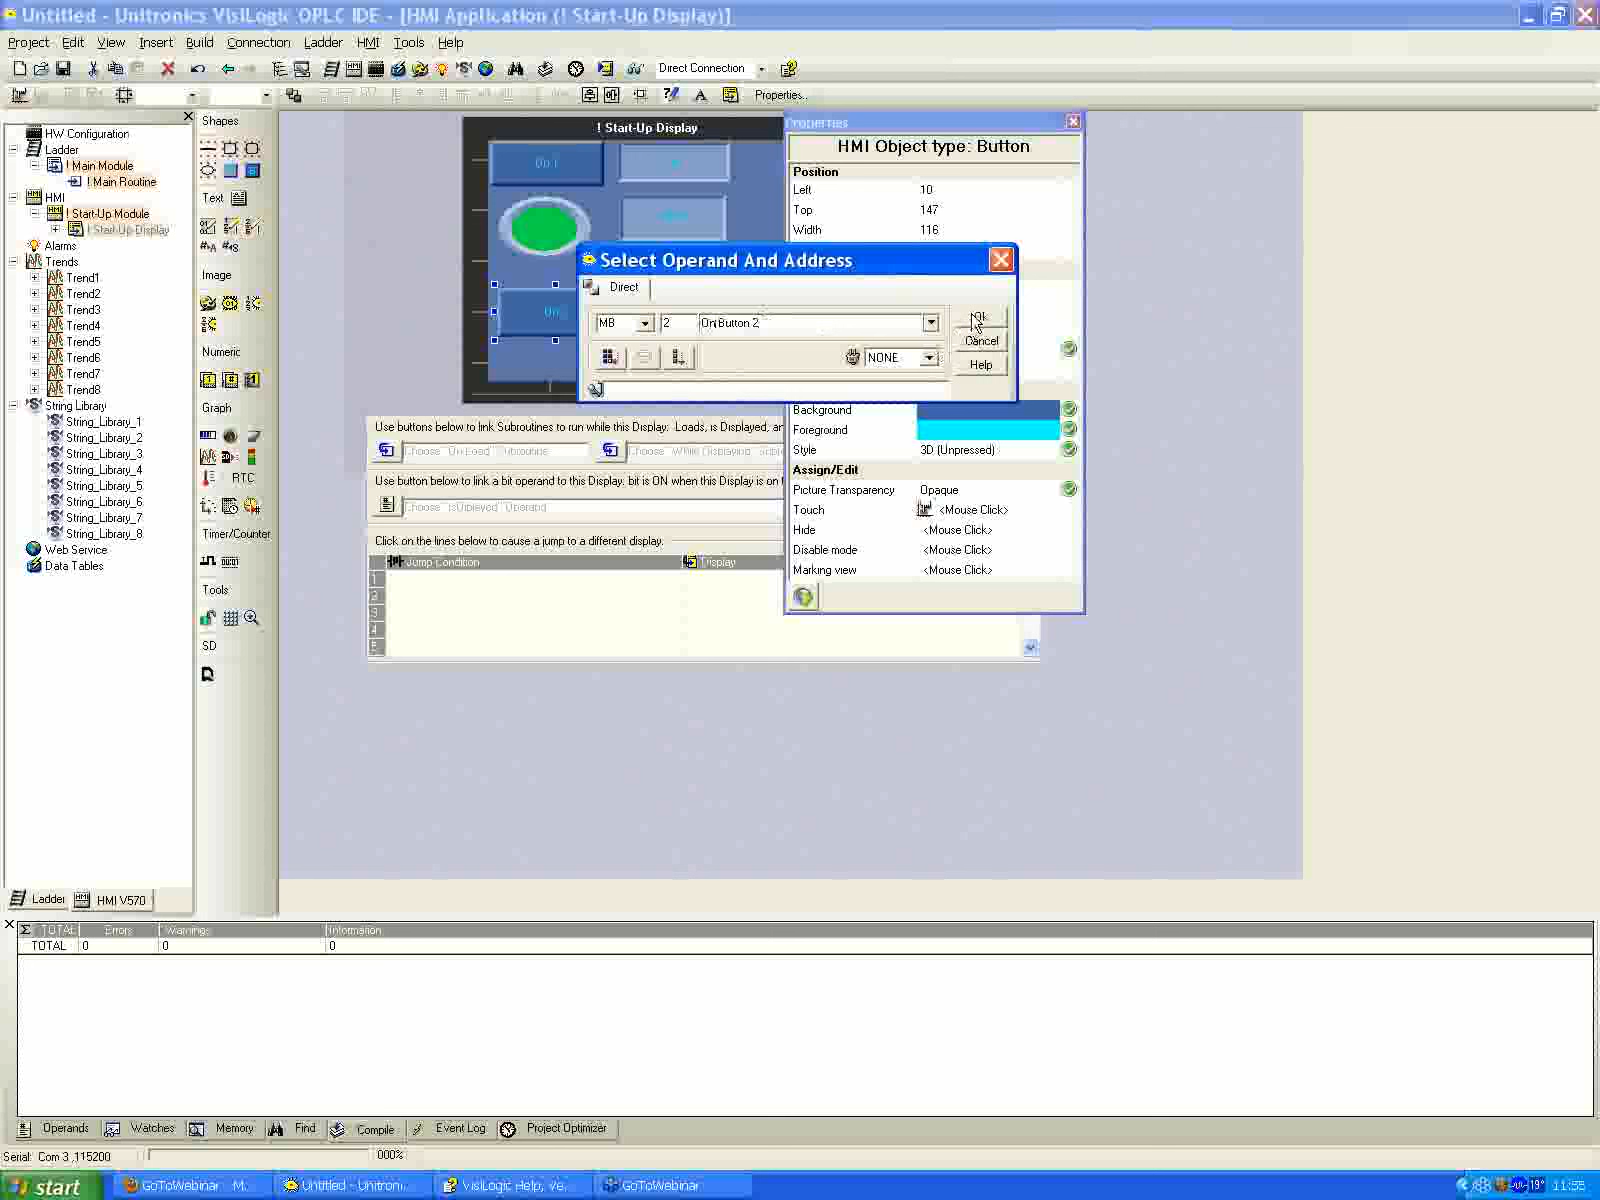 Untitled - Unitronics VisiLogic OPLC IDE - [HMI Application (! Start-Up Display)]
Project Edit View Insert Build Connection Ladder HMI Tools Help
Direct Connection
Properties..
HW Configuration
Ladder
! Main Module
! Main Routine
HMI
! Start-Up Module
! Start-Up Display
Alarms
Trends
Trend1
Trend2
Trend3
Trend4
Trend5
Trend6
Trend7
Trend8
String Library
String_Library_1
String_Library_2
String_Library_3
String_Library_4
String_Library_5
String_Library_6
String_Library_7
String_Library_8
Web Service
Data Tables
Ladder HMI V570
Shapes
Text
Image
Numeric
Graph
RTC
Timer/Counter
Tools
SD
! Start-Up Display
Properties
HMI Object type: Button
Position
Left 10
Top 147
Width 116
Select Operand And Address
Direct
MB 2 On Button 2
NONE
Ok
Cancel
Help
Background
Foreground
Style 3D (Unpressed)
Assign/Edit
Picture Transparency Opaque
Touch <Mouse Click>
Hide <Mouse Click>
Disable mode <Mouse Click>
Marking view <Mouse Click>
Use buttons below to link Subroutines to run while this Display: Loads, is Displayed,
Use button below to link a bit operand to this Display. bit is ON when this Display is on
Click on the lines below to cause a jump to a different display.
Jump Condition Display
1
2
3
4
5
TOTAL Errors Warnings Information
TOTAL 0 0 0
Operands Watches Memory Find Compile Event Log Project Optimizer
Serial: Com 3 ,115200 000%
start GoToWebinar - M... Untitled - Unitroni... VisiLogic Help, Ve... GoToWebinar 19° 11:55